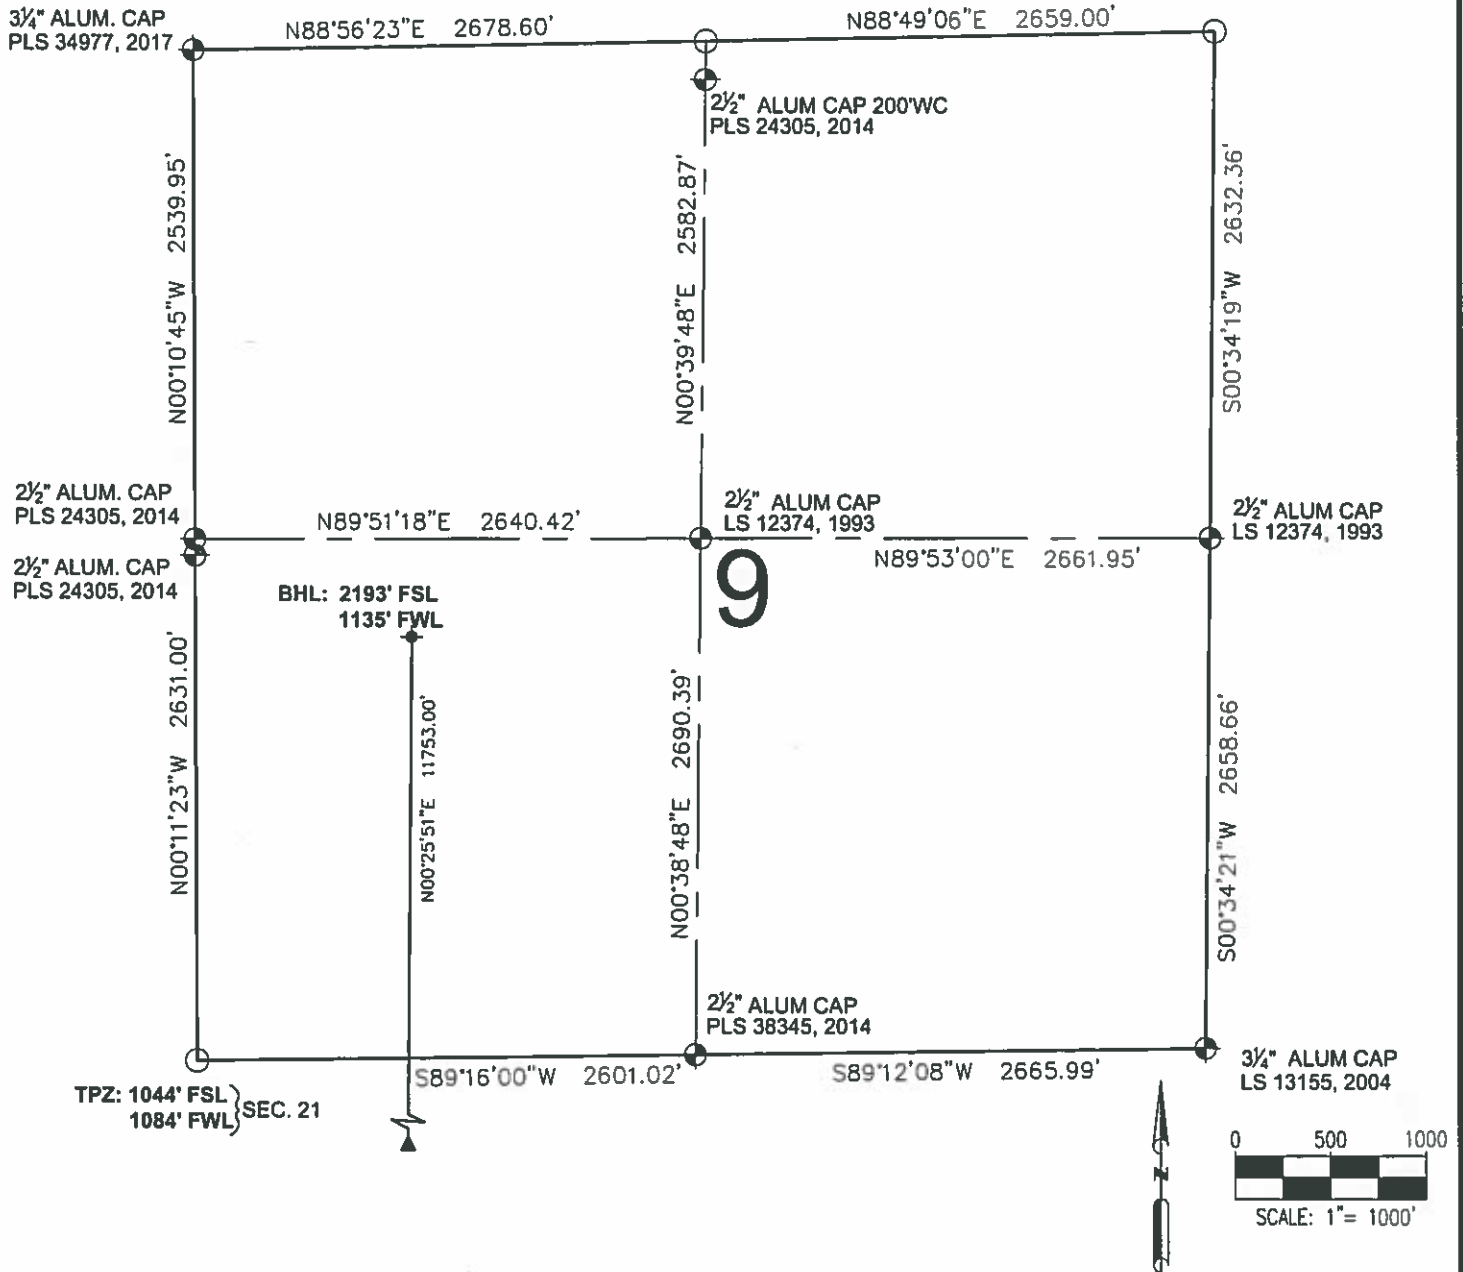 3¼" ALUM. CAP
PLS 34977, 2017
N88°56'23"E 2678.60'
N88°49'06"E 2659.00'
2½" ALUM CAP 200'WC
PLS 24305, 2014
N00°10'45"W 2539.95'
N00°39'48"E 2582.87'
S00°34'19"W 2632.36'
2½" ALUM. CAP
PLS 24305, 2014
N89°51'18"E 2640.42'
2½" ALUM CAP
LS 12374, 1993
2½" ALUM CAP
LS 12374, 1993
N89°53'00"E 2661.95'
2½" ALUM. CAP
PLS 24305, 2014
9
BHL: 2193' FSL
1135' FWL
N00°11'23"W 2631.00'
N00°25'51"E 11753.00'
N00°38'48"E 2690.39'
S00°34'21"W 2658.66'
2½" ALUM CAP
PLS 38345, 2014
S89°16'00"W 2601.02'
S89°12'08"W 2665.99'
3¼" ALUM CAP
LS 13155, 2004
TPZ: 1044' FSL
1084' FWL
SEC. 21
N
0 500 1000
SCALE: 1"= 1000'